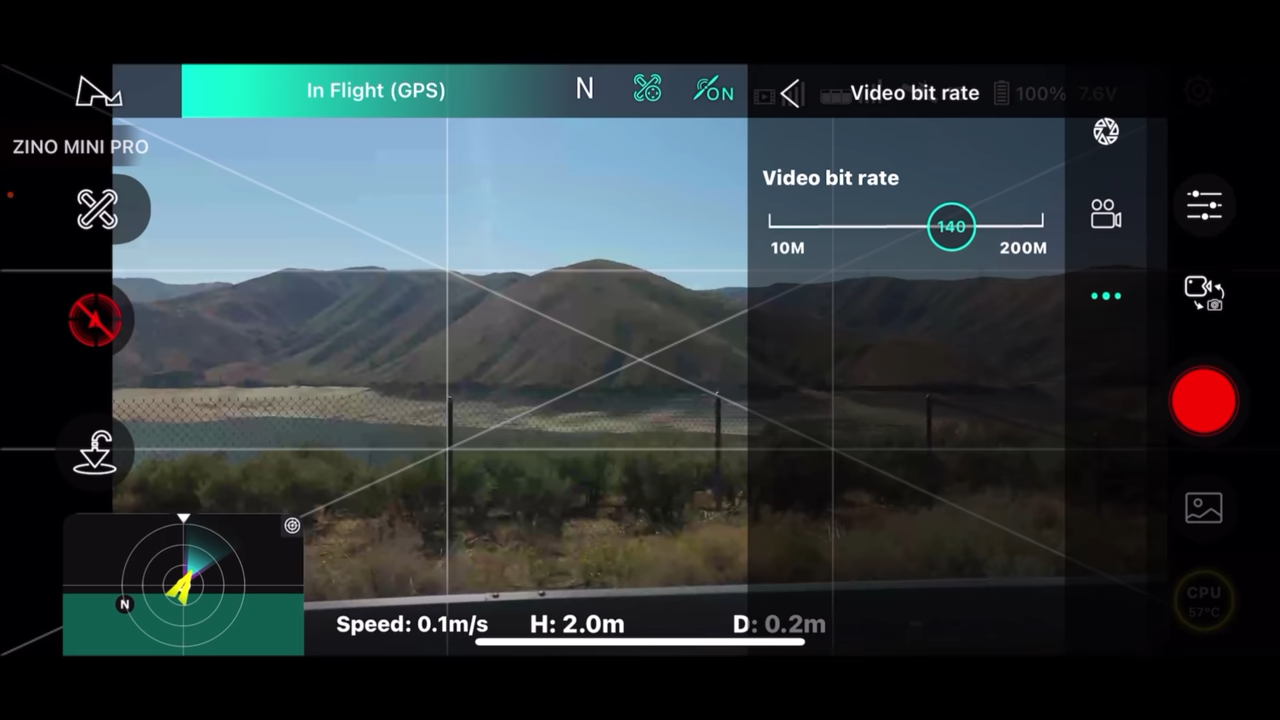 In Flight (GPS)
N
ON
Video bit rate
100%
7.6V
ZINO MINI PRO
Video bit rate
140
10M
200M
N
CPU
57°C
Speed: 0.1m/s
H: 2.0m
D: 0.2m